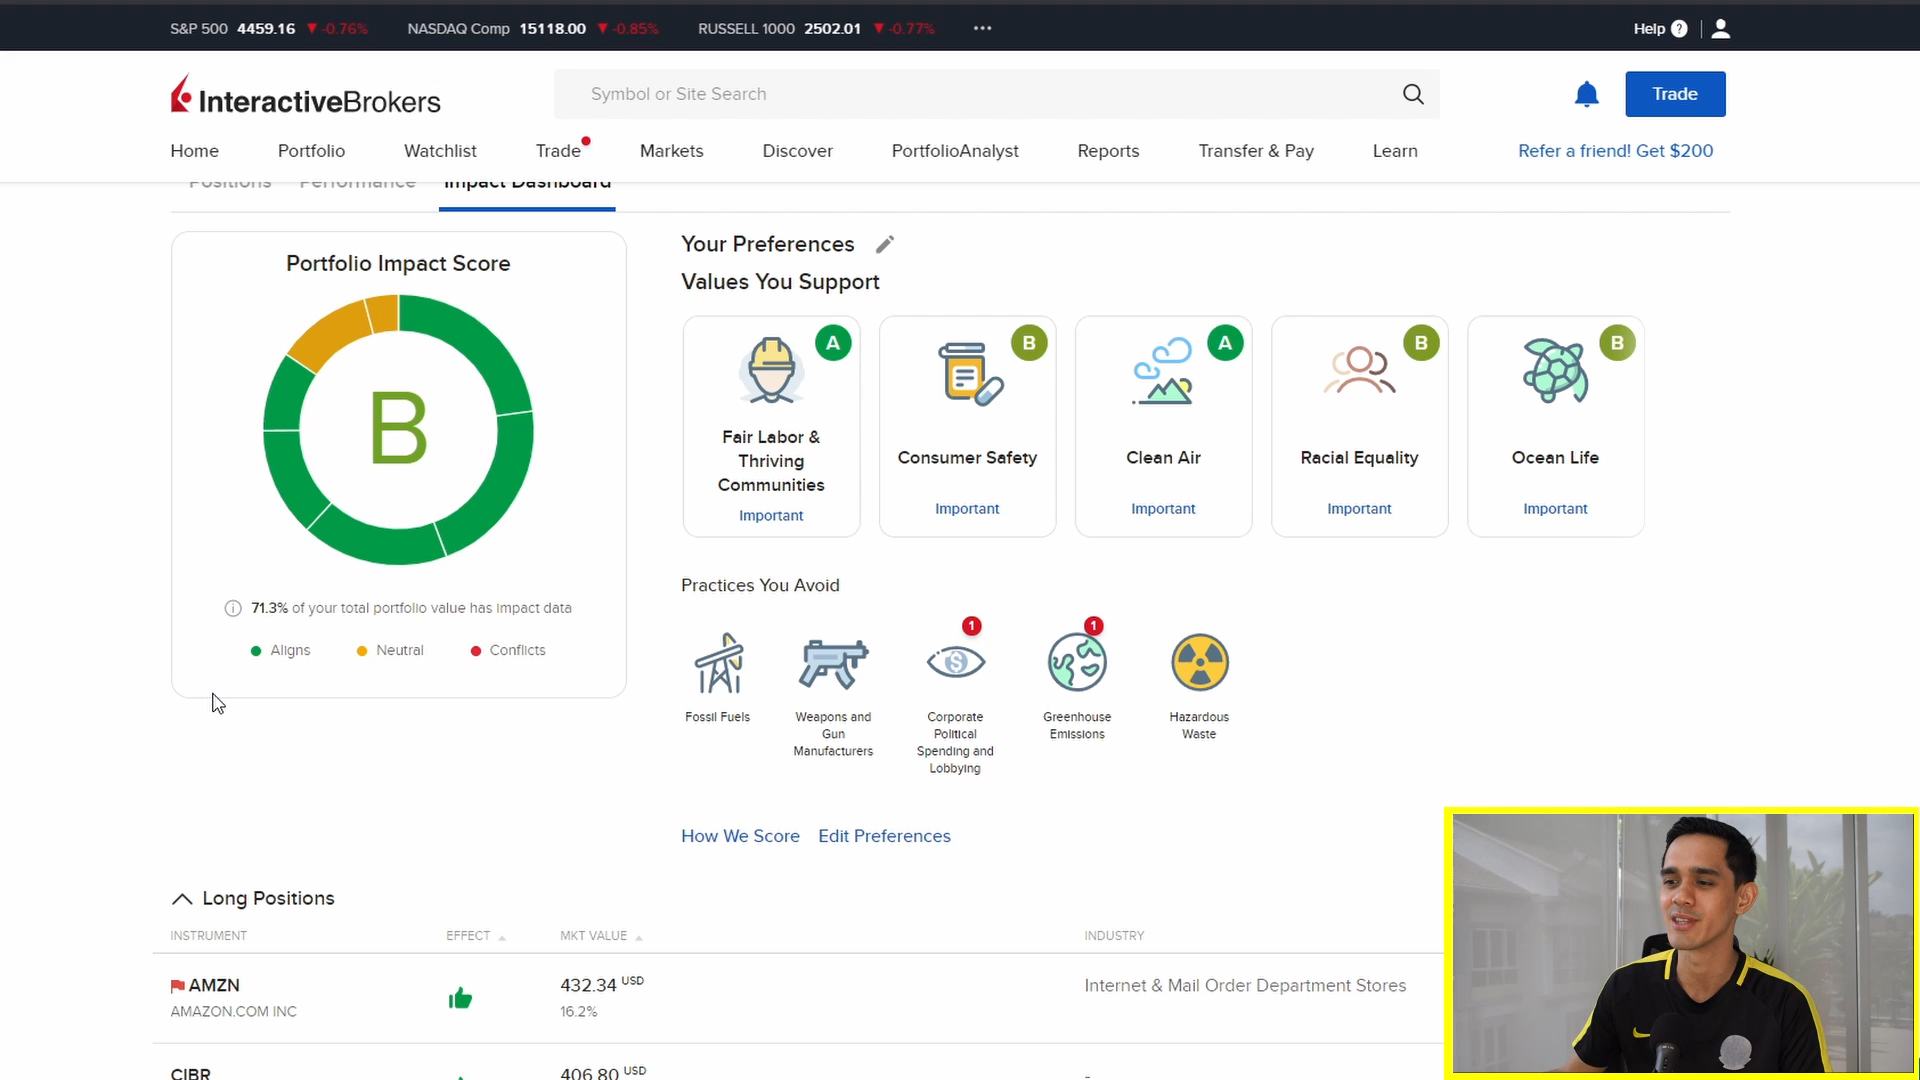 S&P 500 4459.16 ▼ -0.76% NASDAQ Comp 15118.00 ▼ -0.85% RUSSELL 1000 2502.01 ▼ -0.77% ••• Help ?
InteractiveBrokers Symbol or Site Search Trade
Home Portfolio Watchlist Trade Markets Discover PortfolioAnalyst Reports Transfer & Pay Learn Refer a friend! Get $200
Positions Performance Impact Dashboard
Portfolio Impact Score
B
71.3% of your total portfolio value has impact data
Aligns Neutral Conflicts
Your Preferences
Values You Support
A
Fair Labor &
Thriving
Communities
Important
B
Consumer Safety
Important
A
Clean Air
Important
B
Racial Equality
Important
B
Ocean Life
Important
Practices You Avoid
Fossil Fuels
Weapons and
Gun
Manufacturers
1
Corporate
Political
Spending and
Lobbying
1
Greenhouse
Emissions
Hazardous
Waste
How We Score Edit Preferences
Long Positions
INSTRUMENT EFFECT MKT VALUE INDUSTRY
AMZN 432.34 USD Internet & Mail Order Department Stores
AMAZON.COM INC 16.2%
CIBR 406.80 USD -